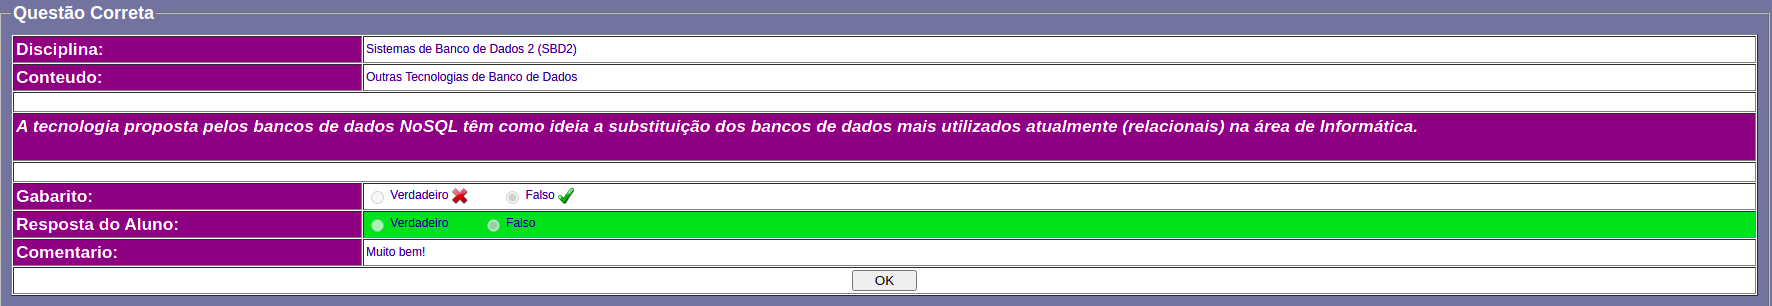 Questão Correta
Disciplina: Sistemas de Banco de Dados 2 (SBD2)
Conteudo: Outras Tecnologias de Banco de Dados
A tecnologia proposta pelos bancos de dados NoSQL têm como ideia a substituição dos bancos de dados mais utilizados atualmente (relacionais) na área de Informática.
Gabarito: Verdadeiro Falso
Resposta do Aluno: Verdadeiro Falso
Comentario: Muito bem!
OK